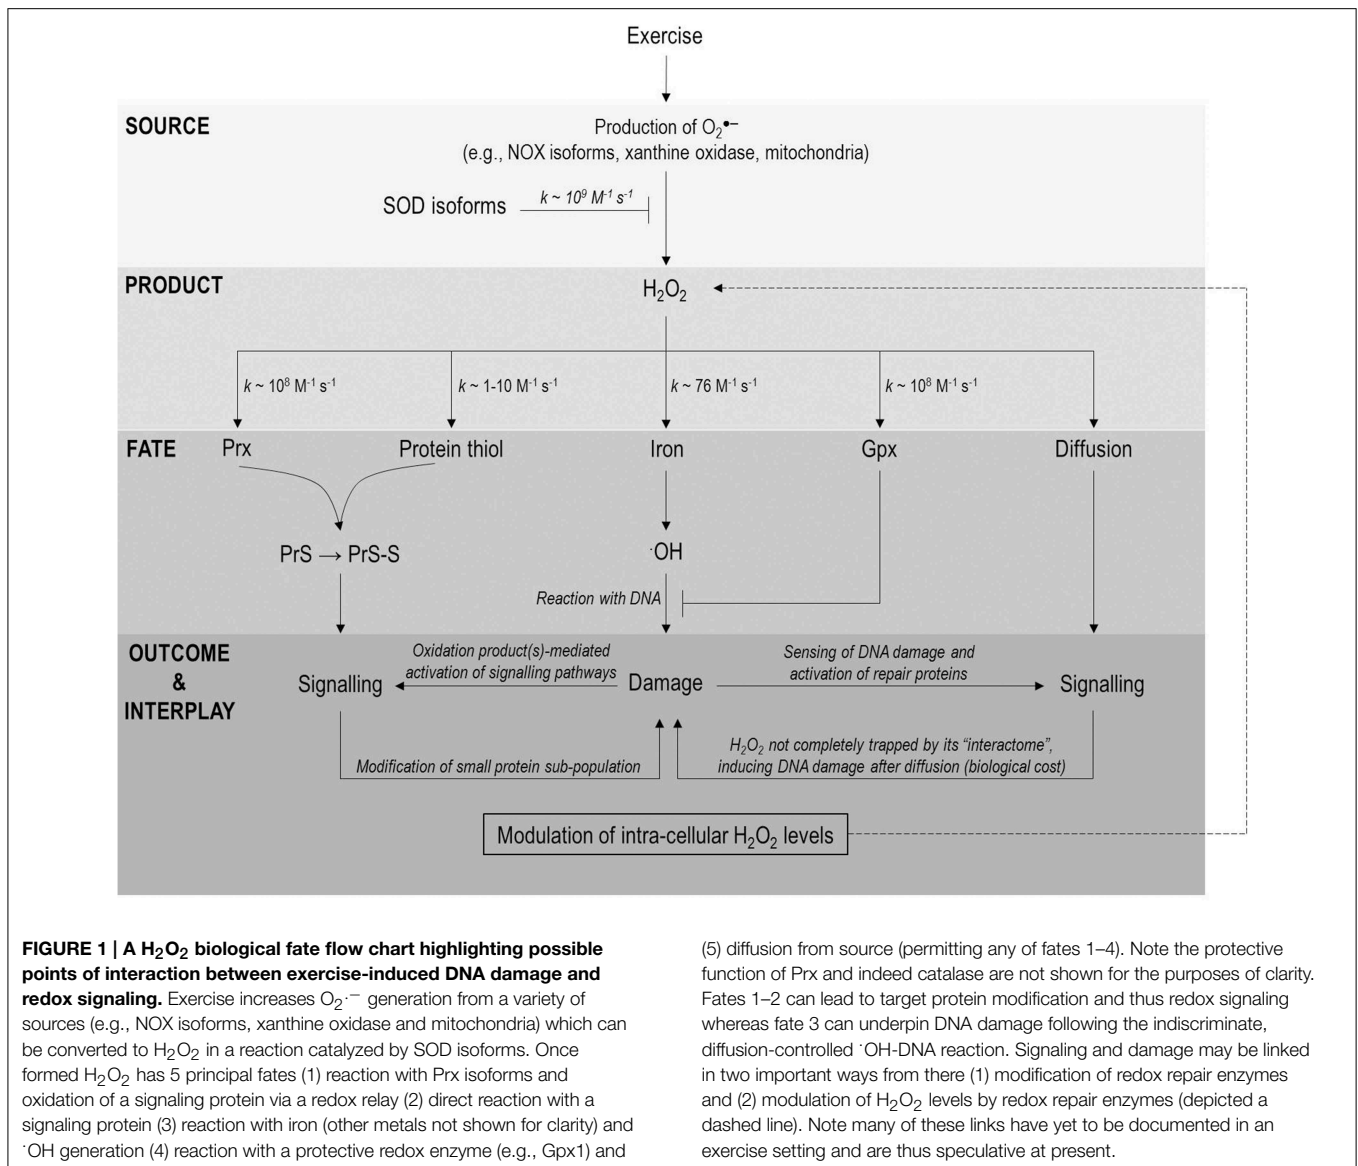 Exercise
SOURCE
Production of O₂•−
(e.g., NOX isoforms, xanthine oxidase, mitochondria)
SOD isoforms
k ~ 10⁹ M⁻¹ s⁻¹
PRODUCT
H₂O₂
k ~ 10⁸ M⁻¹ s⁻¹
k ~ 1-10 M⁻¹ s⁻¹
k ~ 76 M⁻¹ s⁻¹
k ~ 10⁸ M⁻¹ s⁻¹
FATE
Prx
Protein thiol
Iron
Gpx
Diffusion
PrS → PrS-S
˙OH
Reaction with DNA
OUTCOME
&
INTERPLAY
Signalling
Oxidation product(s)-mediated
activation of signalling pathways
Damage
Sensing of DNA damage and
activation of repair proteins
Signalling
Modification of small protein sub-population
H₂O₂ not completely trapped by its “interactome”,
inducing DNA damage after diffusion (biological cost)
Modulation of intra-cellular H₂O₂ levels
FIGURE 1 | A H₂O₂ biological fate flow chart highlighting possible
points of interaction between exercise-induced DNA damage and
redox signaling. Exercise increases O₂·− generation from a variety of
sources (e.g., NOX isoforms, xanthine oxidase and mitochondria) which can
be converted to H₂O₂ in a reaction catalyzed by SOD isoforms. Once
formed H₂O₂ has 5 principal fates (1) reaction with Prx isoforms and
oxidation of a signaling protein via a redox relay (2) direct reaction with a
signaling protein (3) reaction with iron (other metals not shown for clarity) and
˙OH generation (4) reaction with a protective redox enzyme (e.g., Gpx1) and
(5) diffusion from source (permitting any of fates 1–4). Note the protective
function of Prx and indeed catalase are not shown for the purposes of clarity.
Fates 1–2 can lead to target protein modification and thus redox signaling
whereas fate 3 can underpin DNA damage following the indiscriminate,
diffusion-controlled ˙OH-DNA reaction. Signaling and damage may be linked
in two important ways from there (1) modification of redox repair enzymes
and (2) modulation of H₂O₂ levels by redox repair enzymes (depicted a
dashed line). Note many of these links have yet to be documented in an
exercise setting and are thus speculative at present.